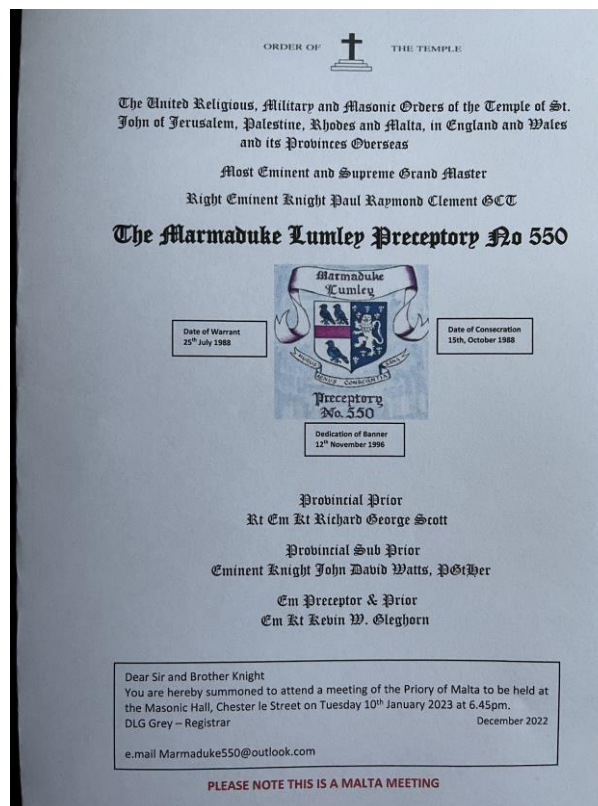 ORDER OF THE TEMPLE
The United Religious, Military and Masonic Orders of the Temple of St.
John of Jerusalem, Palestine, Rhodes and Malta, in England and Wales
and its Provinces Overseas
Most Eminent and Supreme Grand Master
Right Eminent Knight Paul Raymond Clement GCT
The Marmaduke Lumley Preceptory No 550
Marmaduke
Lumley
Date of Warrant
25th July 1988
Date of Consecration
15th, October 1988
CONSCIENTIA
Preceptory
No. 550
Dedication of Banner
12th November 1996
Provincial Prior
Rt Em Kt Richard George Scott
Provincial Sub Prior
Eminent Knight John David Watts, PGtHer
Em Preceptor & Prior
Em Kt Kevin W. Gleghorn
Dear Sir and Brother Knight
You are hereby summoned to attend a meeting of the Priory of Malta to be held at
the Masonic Hall, Chester le Street on Tuesday 10th January 2023 at 6.45pm.
DLG Grey – Registrar December 2022
e.mail Marmaduke550@outlook.com
PLEASE NOTE THIS IS A MALTA MEETING